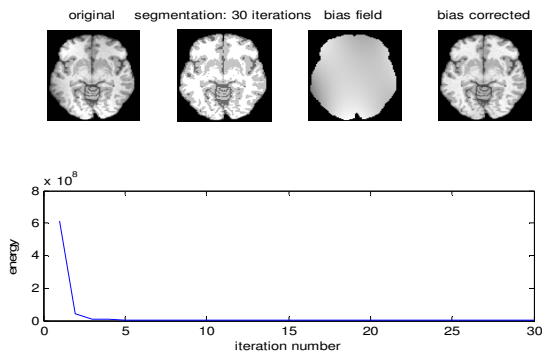 original segmentation: 30 iterations bias field bias corrected
x 10^8
8
6
4
2
0
energy
0 5 10 15 20 25 30
iteration number